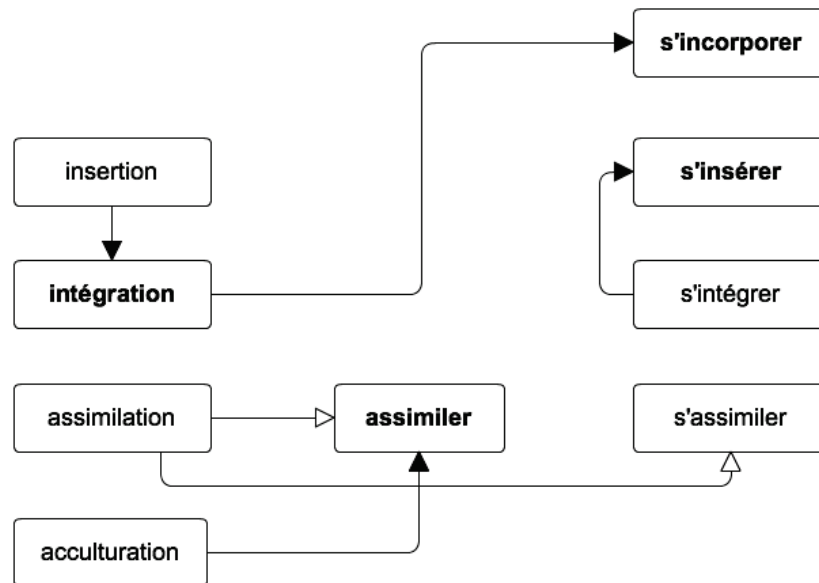 s'incorporer
insertion
s'insérer
intégration
s'intégrer
assimilation
assimiler
s'assimiler
acculturation